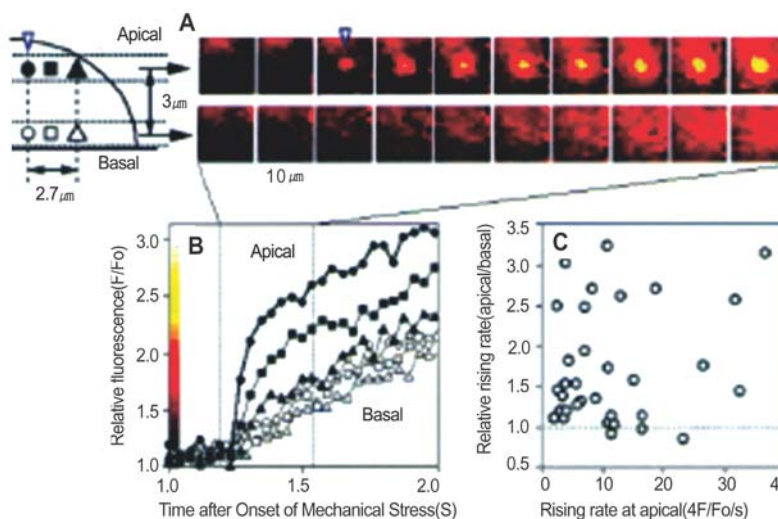 A
Apical
3㎛
Basal
2.7㎛
10 ㎛
B
Apical
Basal
Relative fluorescence(F/Fo)
3.0
2.5
2.0
1.5
1.0
1.0
1.5
2.0
Time after Onset of Mechanical Stress(S)
C
Relative rising rate(apical/basal)
3.5
3.0
2.5
2.0
1.5
1.0
0.5
0
10
20
30
Rising rate at apical(4F/Fo/s)